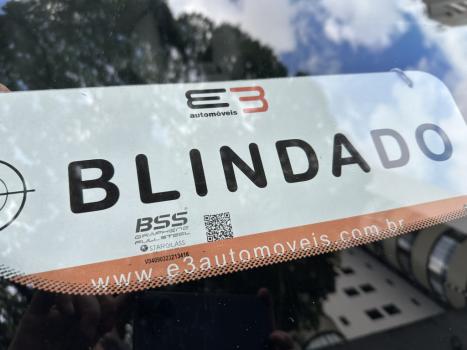 E3
automóveis
BLINDADO
BSS
GRAPHENE
FULL STEEL
STARGLASS
www.e3automoveis.com.br